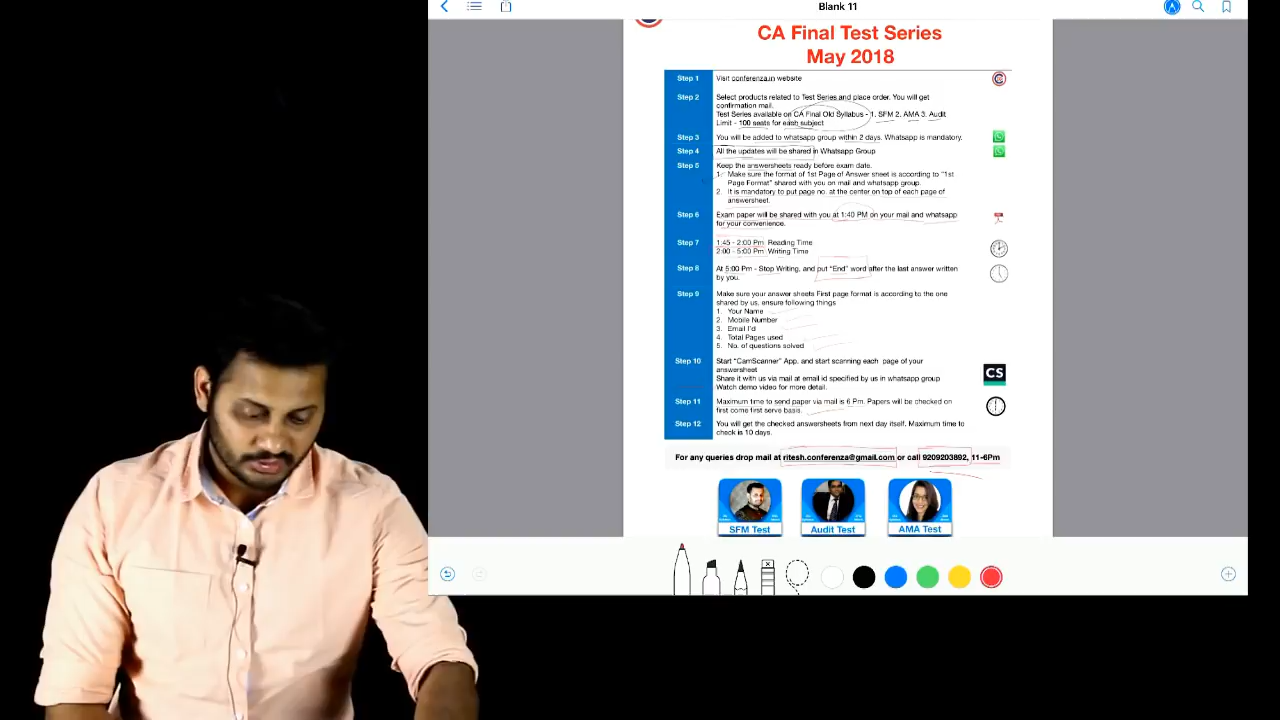 Blank 11
CA Final Test Series
May 2018
Step 1 Visit conferenza.in website
Step 2 Select products related to Test Series and place order. You will get
confirmation mail.
Test Series available on CA Final Old Syllabus - 1. SFM 2. AMA 3. Audit
Limit - 100 seats for each subject
Step 3 You will be added to whatsapp group within 2 days. Whatsapp is mandatory.
Step 4 All the updates will be shared in Whatsapp Group
Step 5 Keep the answersheets ready before exam date.
1. Make sure the format of 1st Page of Answer sheet is according to "1st
Page Format" shared with you on mail and whatsapp group.
2. It is mandatory to put page no. at the center on top of each page of
answersheet.
Step 6 Exam paper will be shared with you at 1:40 PM on your mail and whatsapp
for your convenience.
Step 7 1:45 - 2:00 Pm: Reading Time
2:00 - 5:00 Pm: Writing Time
Step 8 At 5:00 Pm - Stop Writing, and put "End" word after the last answer written
by you.
Step 9 Make sure your answer sheets First page format is according to the one
shared by us, ensure following things
1. Your Name
2. Mobile Number
3. Email I'd
4. Total Pages used
5. No. of questions solved
Step 10 Start "CamScanner" App, and start scanning each page of your
answersheet
Share it with us via mail at email id specified by us in whatsapp group
Watch demo video for more detail.
CS
Step 11 Maximum time to send paper via mail is 6 Pm. Papers will be checked on
first come first serve basis.
Step 12 You will get the checked answersheets from next day itself. Maximum time to
check is 10 days.
For any queries drop mail at ritesh.conferenza@gmail.com or call 9209203892, 11-6Pm
SFM Test Audit Test AMA Test